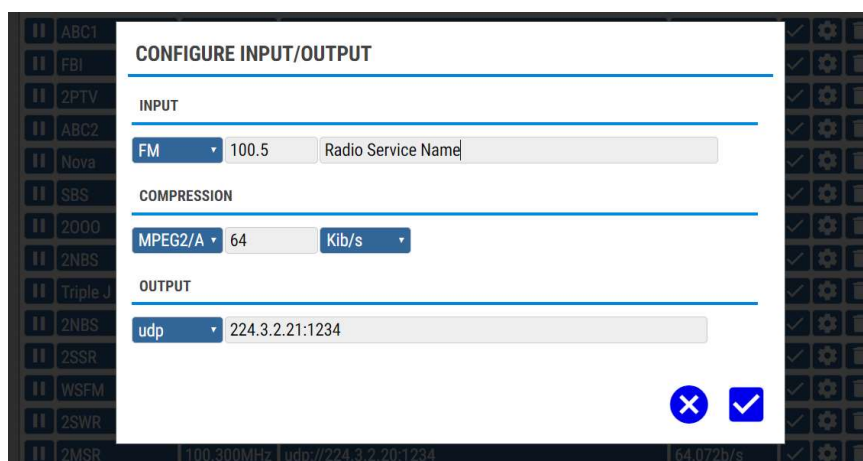 ABC1
CONFIGURE INPUT/OUTPUT
FBI
2PTV
INPUT
ABC2
FM 100.5 Radio Service Name
Nova
SBS
COMPRESSION
2OOO
MPEG2/A 64 Kib/s
2NBS
Triple J
OUTPUT
2NBS
udp 224.3.2.21:1234
2SSR
WSFM
2SWR
2MSR 100.300MHz udp://224.3.2.20:1234 64.072b/s